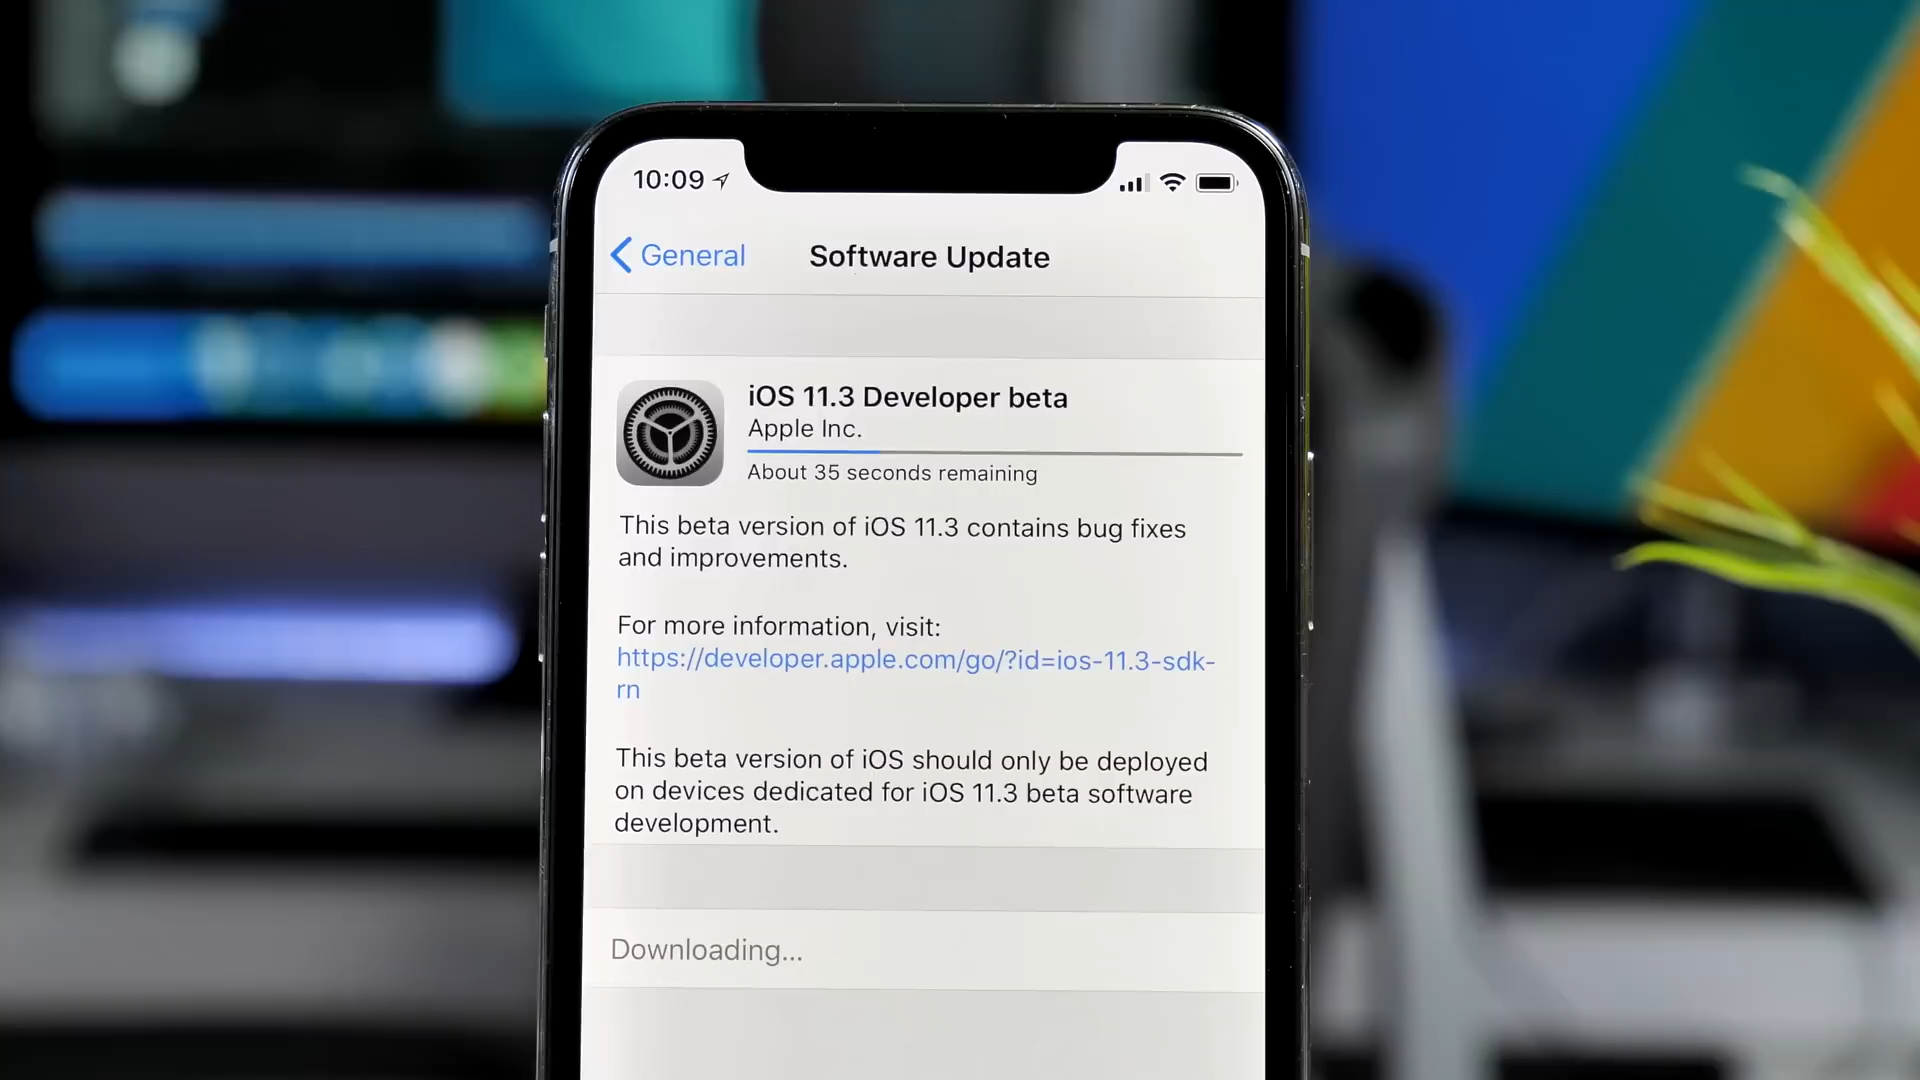 10:09
General
Software Update
iOS 11.3 Developer beta
Apple Inc.
About 35 seconds remaining
This beta version of iOS 11.3 contains bug fixes
and improvements.
For more information, visit:
https://developer.apple.com/go/?id=ios-11.3-sdk-
rn
This beta version of iOS should only be deployed
on devices dedicated for iOS 11.3 beta software
development.
Downloading...